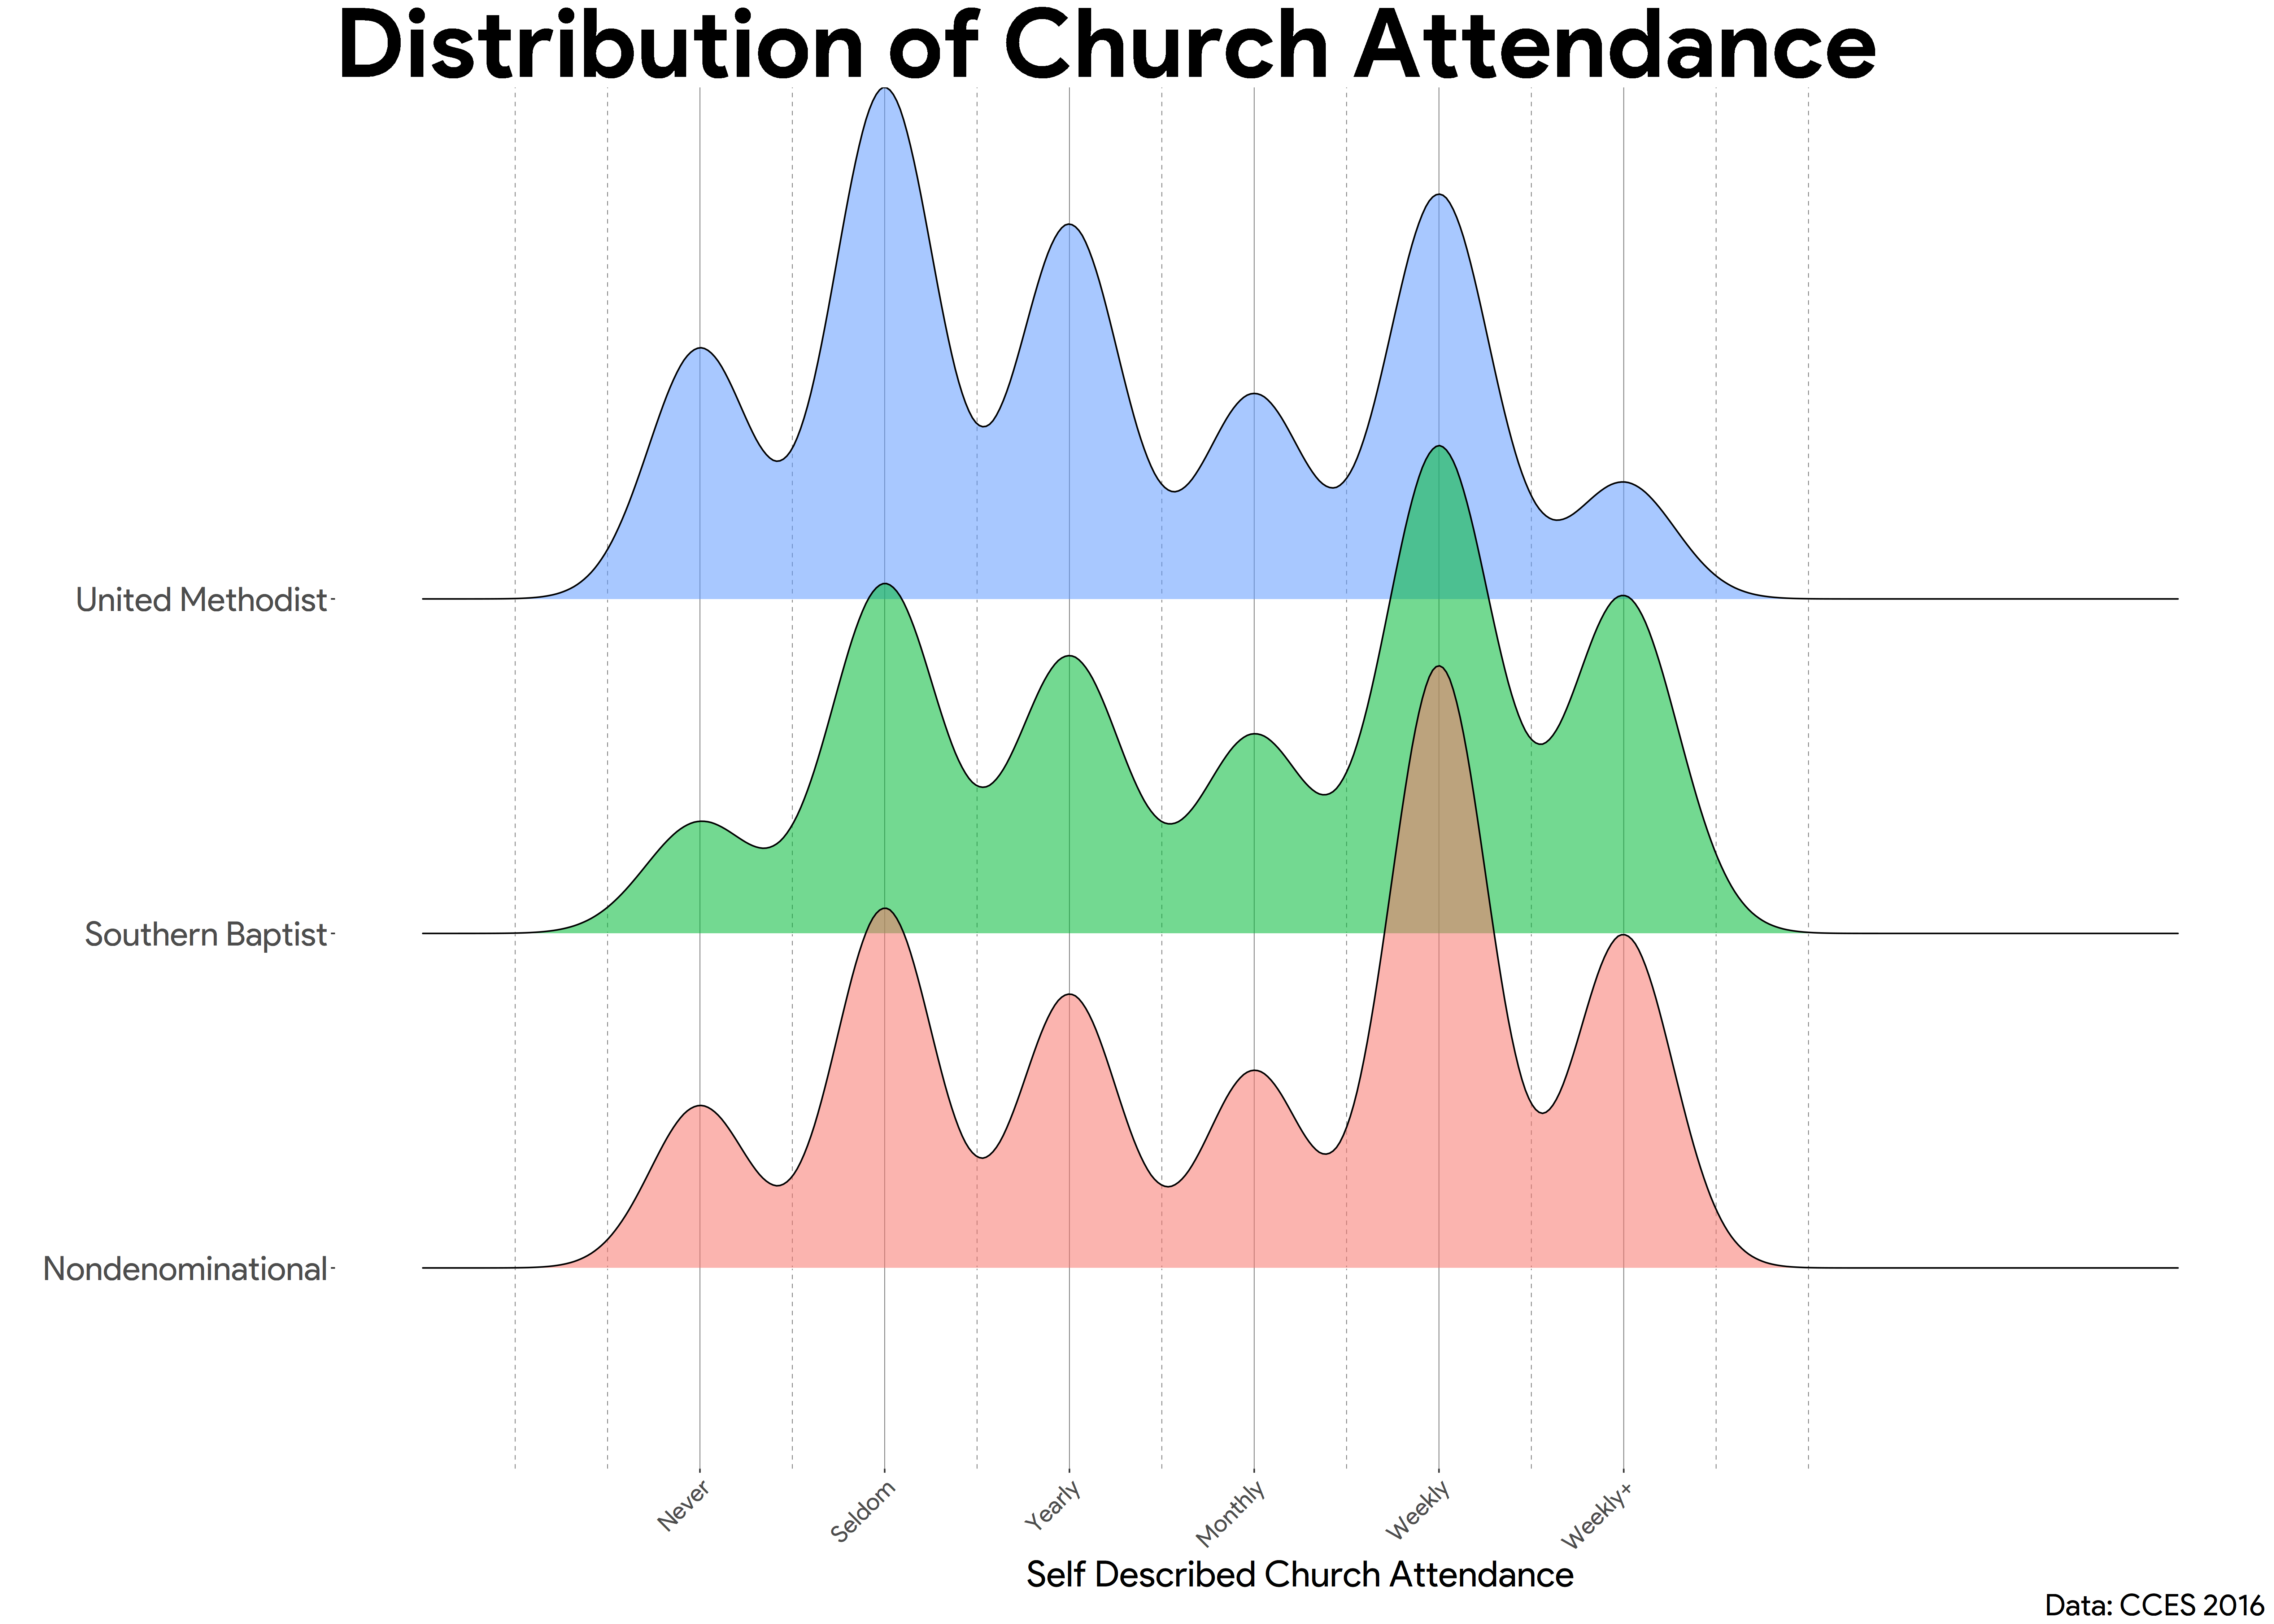 Distribution of Church Attendance
United Methodist
Southern Baptist
Nondenominational
Never
Seldom
Yearly
Monthly
Weekly
Weekly+
Self Described Church Attendance
Data: CCES 2016